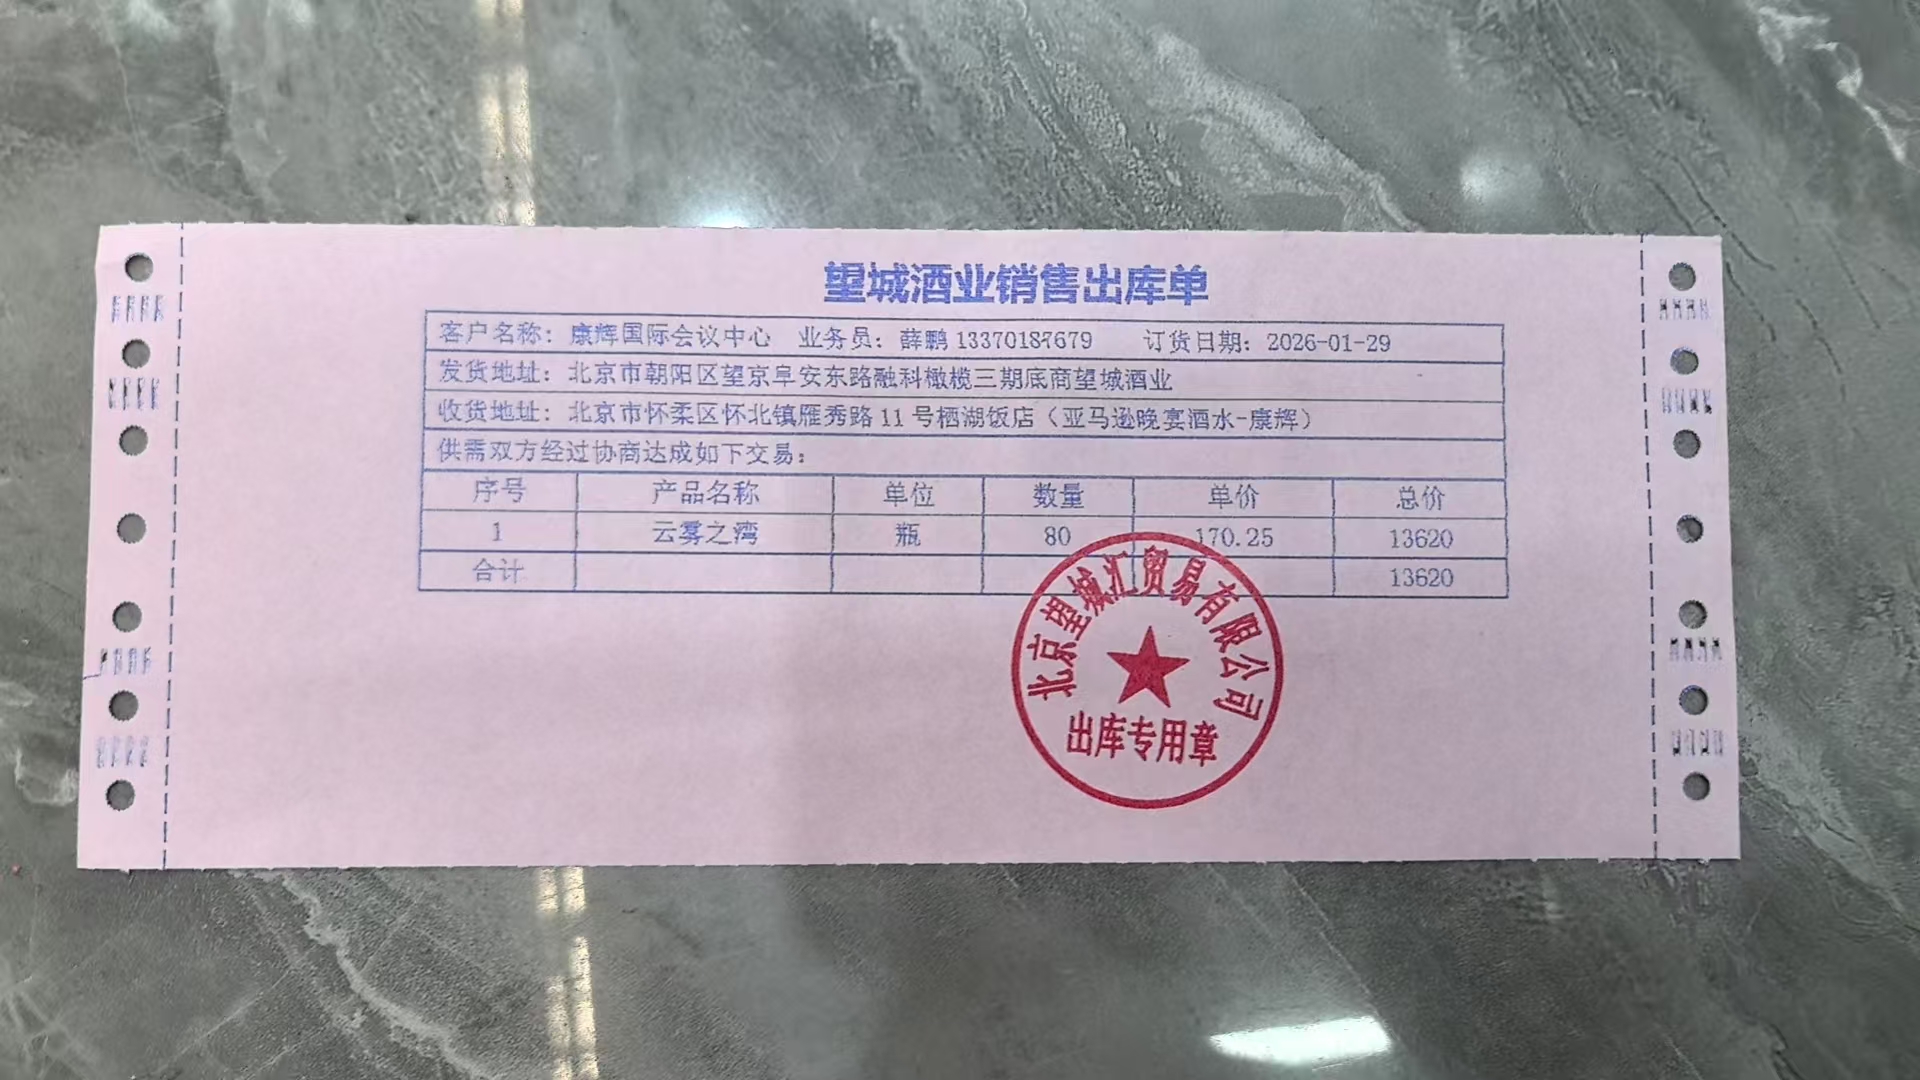 望城酒业销售出库单
客户名称：康辉国际会议中心 业务员：薛鹏 13370187679 订货日期：2026-01-29
发货地址：北京市朝阳区望京阜安东路融科橄榄三期底商望城酒业
收货地址：北京市怀柔区怀北镇雁秀路 11 号栖湖饭店（亚马逊晚宴酒水-康辉）
供需双方经过协商达成如下交易：
序号 产品名称 单位 数量 单价 总价
1 云雾之湾 瓶 80 170.25 13620
合计 13620
北京望城汇贸易有限公司
出库专用章